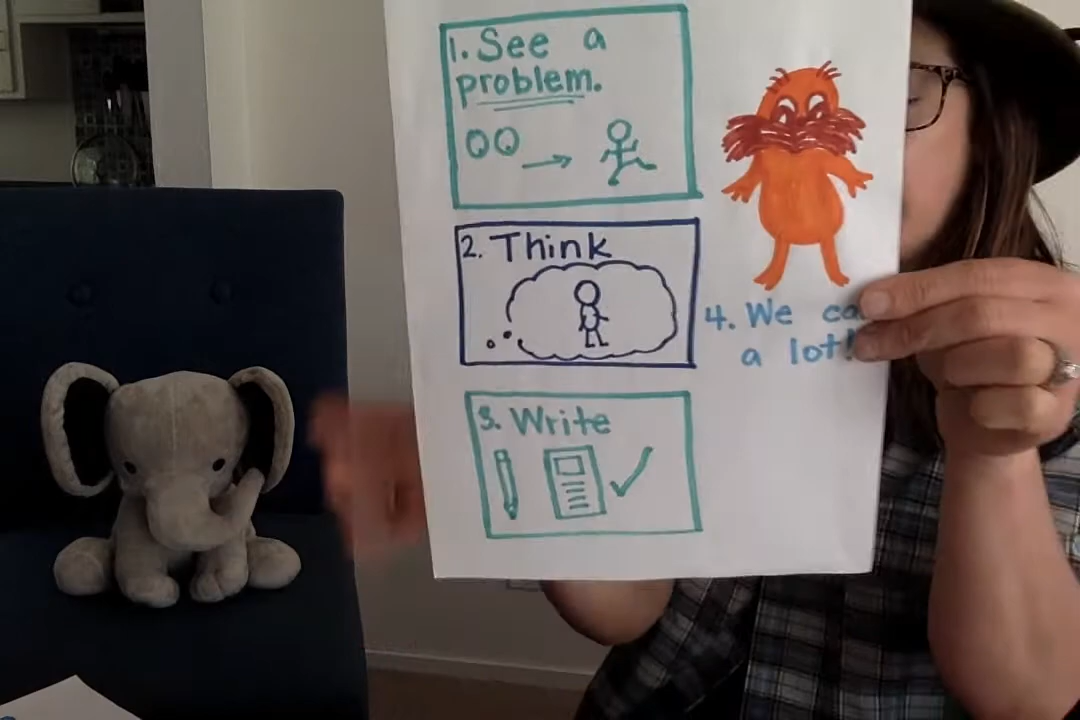 1. See a
problem.
2. Think
3. Write
4. We
a lot!